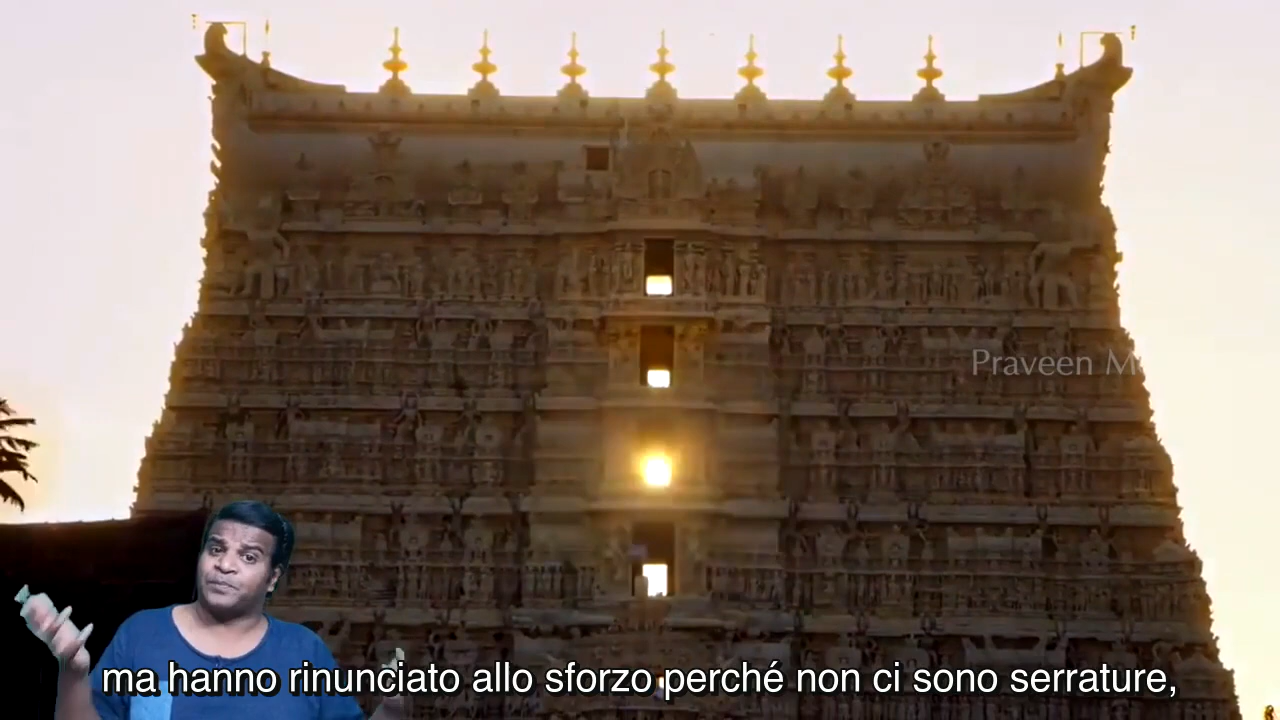 Praveen
ma hanno rinunciato allo sforzo perché non ci sono serrature,